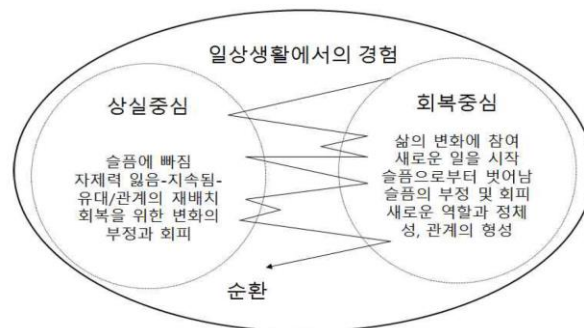 일상생활에서의 경험
상실중심
슬픔에 빠짐
자제력 잃음-지속됨-
유대/관계의 재배치
회복을 위한 변화의
부정과 회피
회복중심
삶의 변화에 참여
새로운 일을 시작
슬픔으로부터 벗어남
슬픔의 부정 및 회피
새로운 역할과 정체
성, 관계의 형성
순환